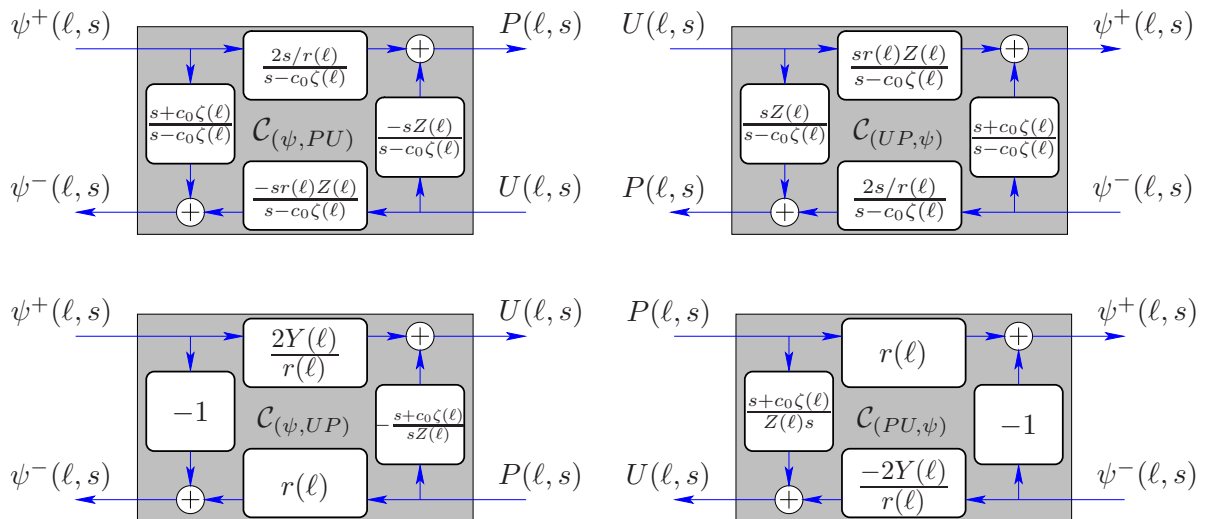 ψ⁺(ℓ, s) P(ℓ, s) U(ℓ, s) ψ⁺(ℓ, s)
2s/r(ℓ) / s−c₀ζ(ℓ)
sr(ℓ)Z(ℓ) / s−c₀ζ(ℓ)
s+c₀ζ(ℓ) / s−c₀ζ(ℓ)
C₍ψ,PU₎
−sZ(ℓ) / s−c₀ζ(ℓ)
sZ(ℓ) / s−c₀ζ(ℓ)
C₍UP,ψ₎
s+c₀ζ(ℓ) / s−c₀ζ(ℓ)
ψ⁻(ℓ, s) U(ℓ, s) P(ℓ, s) ψ⁻(ℓ, s)
+ −sr(ℓ)Z(ℓ) / s−c₀ζ(ℓ)
+ 2s/r(ℓ) / s−c₀ζ(ℓ)
ψ⁺(ℓ, s) U(ℓ, s) P(ℓ, s) ψ⁺(ℓ, s)
2Y(ℓ) / r(ℓ) +
r(ℓ) +
−1
C₍ψ,UP₎
−s+c₀ζ(ℓ) / sZ(ℓ)
s+c₀ζ(ℓ) / Z(ℓ)s
C₍PU,ψ₎
−1
ψ⁻(ℓ, s) P(ℓ, s) U(ℓ, s) ψ⁻(ℓ, s)
+ r(ℓ)
+ −2Y(ℓ) / r(ℓ)